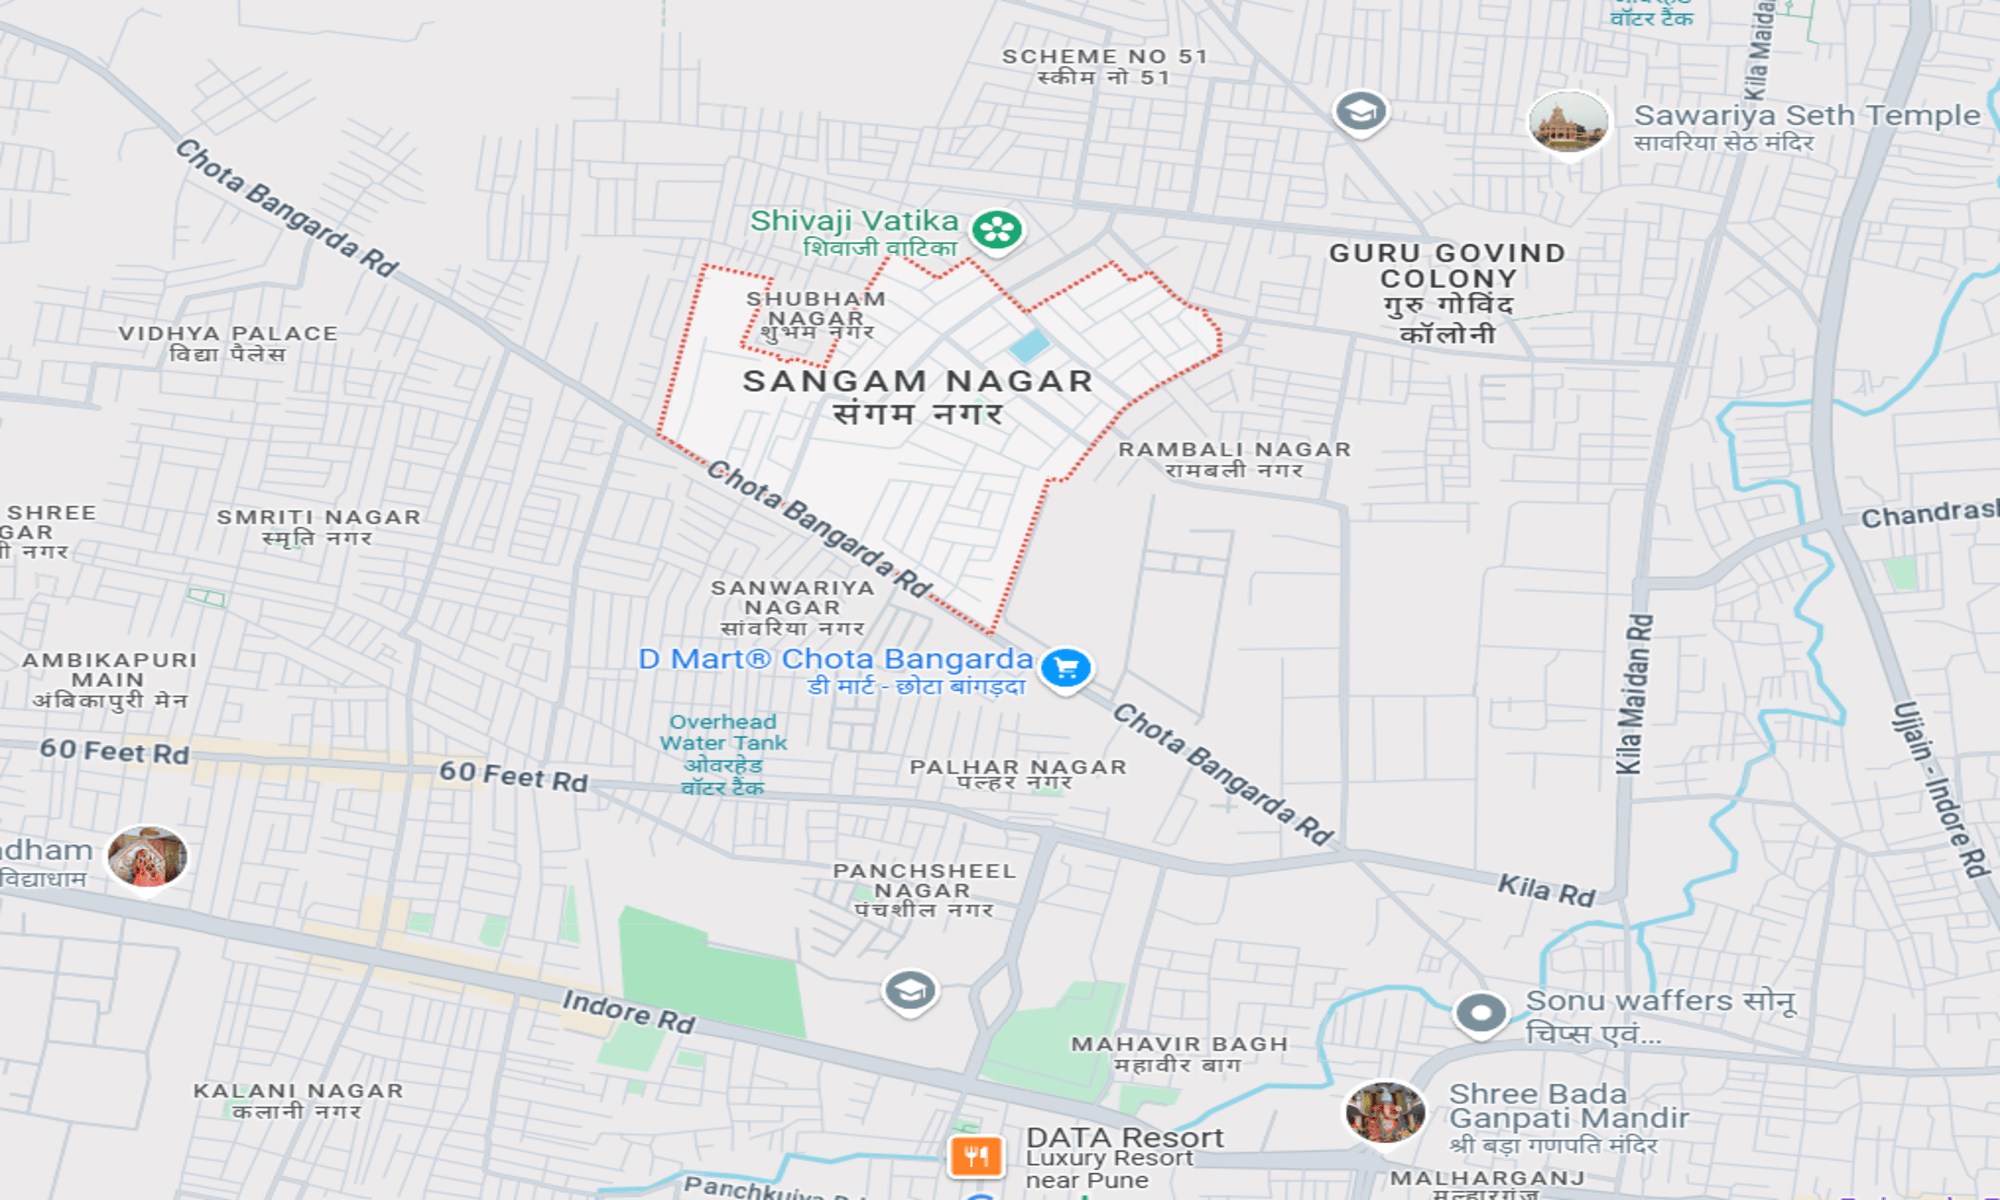 वॉटर टैंक
Kila Maidan
SCHEME NO 51
स्कीम नो 51
Sawariya Seth Temple
सावरिया सेठ मंदिर
Chota Bangarda Rd
Shivaji Vatika
शिवाजी वाटिका
GURU GOVIND
COLONY
गुरु गोविंद
कॉलोनी
SHUBHAM
NAGAR
शुभम नगर
VIDHYA PALACE
विद्या पैलेस
SANGAM NAGAR
संगम नगर
RAMBALI NAGAR
रामबली नगर
Chota Bangarda Rd
SHREE
GAR
नगर
SMRITI NAGAR
स्मृति नगर
Chandrash
SANWARIYA
NAGAR
सांवरिया नगर
D Mart® Chota Bangarda
डी मार्ट - छोटा बांगड़दा
AMBIKAPURI
MAIN
अंबिकापुरी मेन
Kila Maidan Rd
Overhead
Water Tank
ओवरहेड
वॉटर टैंक
Chota Bangarda Rd
Ujjain - Indore Rd
60 Feet Rd
60 Feet Rd
PALHAR NAGAR
पल्हर नगर
dham
विद्याधाम
PANCHSHEEL
NAGAR
पंचशील नगर
Kila Rd
Indore Rd
Sonu waffers सोनू
चिप्स एवं...
MAHAVIR BAGH
महावीर बाग
KALANI NAGAR
कलानी नगर
Shree Bada
Ganpati Mandir
श्री बड़ा गणपति मंदिर
DATA Resort
Luxury Resort
near Pune
MALHARGANJ
मल्हारगंज
Panchkuiya